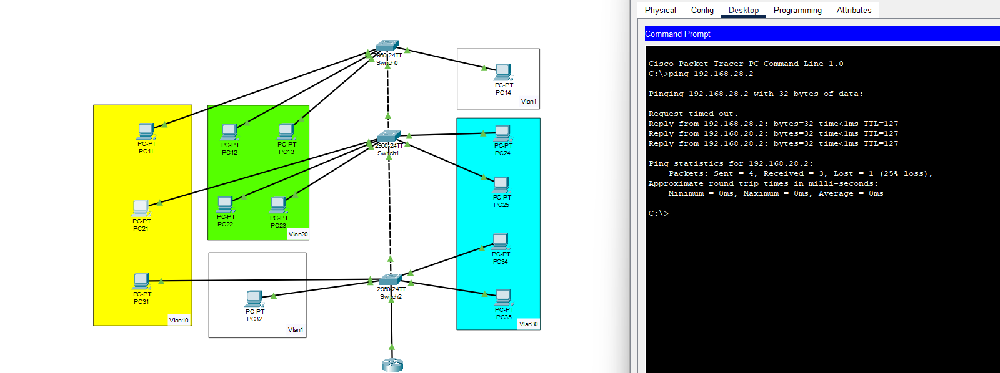 Physical Config Desktop Programming Attributes
Command Prompt
Cisco Packet Tracer PC Command Line 1.0
C:\>ping 192.168.28.2
Pinging 192.168.28.2 with 32 bytes of data:
Request timed out.
Reply from 192.168.28.2: bytes=32 time<1ms TTL=127
Reply from 192.168.28.2: bytes=32 time<1ms TTL=127
Reply from 192.168.28.2: bytes=32 time<1ms TTL=127
Ping statistics for 192.168.28.2:
Packets: Sent = 4, Received = 3, Lost = 1 (25% loss),
Approximate round trip times in milli-seconds:
Minimum = 0ms, Maximum = 0ms, Average = 0ms
C:\>
2960-24TT
Switch0
PC-PT
PC14
Vlan1
PC-PT
PC11
PC-PT
PC12
PC-PT
PC13
2960-24TT
Switch1
PC-PT
PC24
PC-PT
PC25
PC-PT
PC21
PC-PT
PC22
PC-PT
PC23
Vlan20
PC-PT
PC34
2960-24TT
Switch2
PC-PT
PC31
Vlan10
PC-PT
PC32
Vlan1
PC-PT
PC35
Vlan30